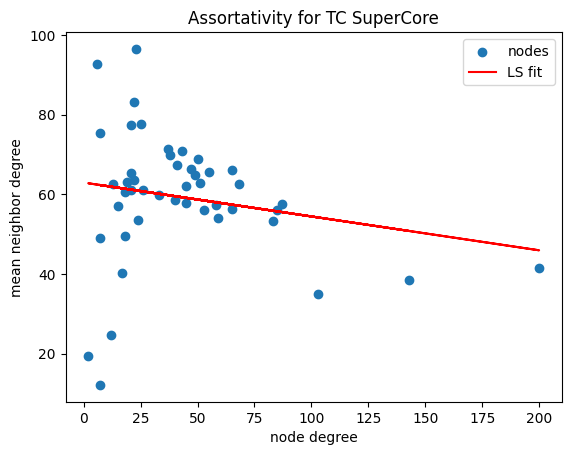 Assortativity for TC SuperCore
nodes
LS fit
100
80
60
40
20
mean neighbor degree
0 25 50 75 100 125 150 175 200
node degree